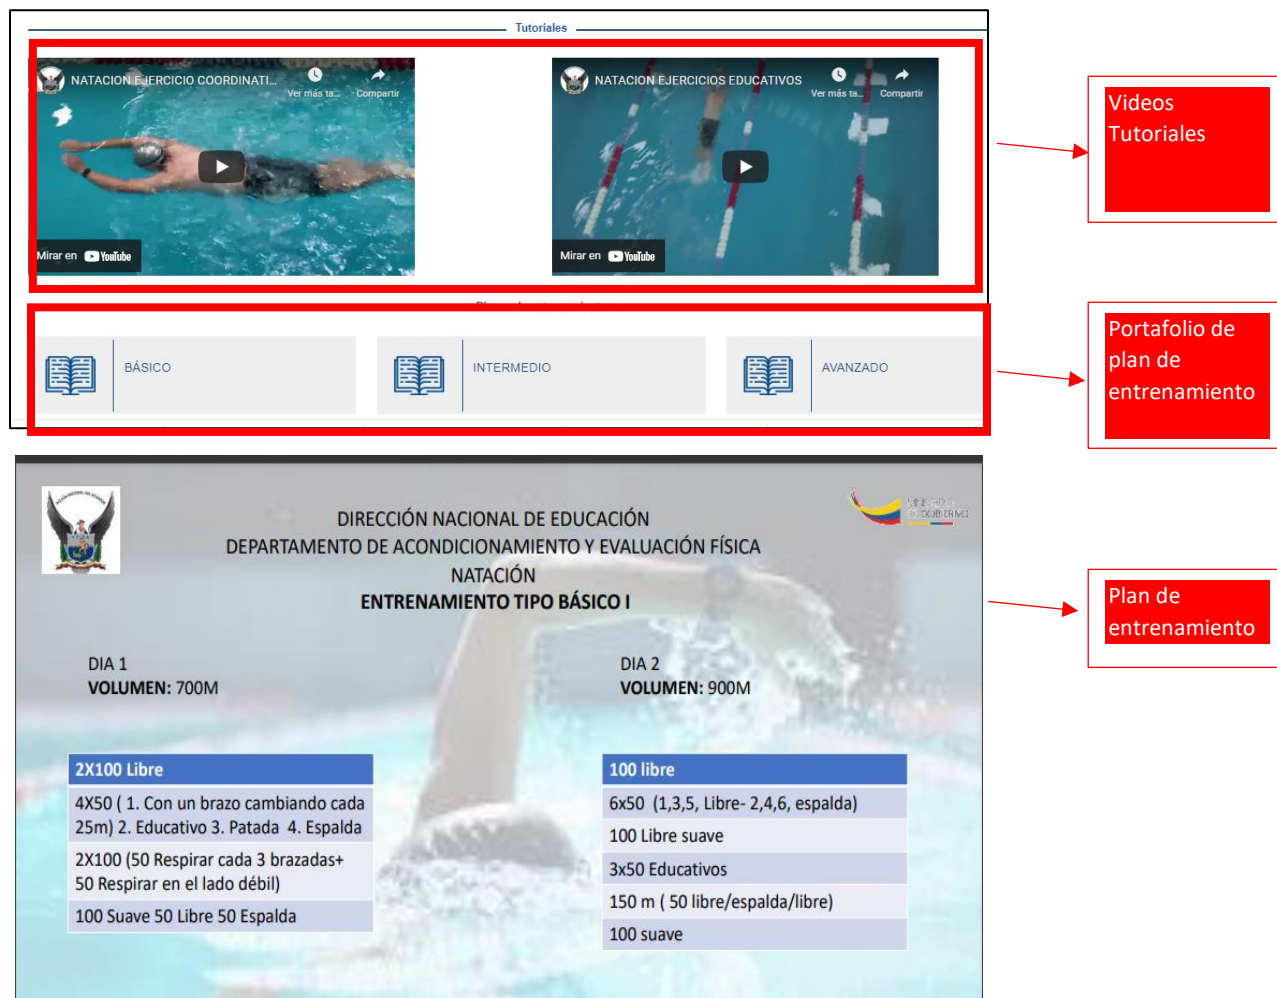 Tutoriales
NATACION EJERCICIO COORDINATI...
Ver más ta...
Compartir
Mirar en YouTube
NATACION EJERCICIOS EDUCATIVOS
Ver más ta...
Compartir
Mirar en YouTube
Videos
Tutoriales
BÁSICO
INTERMEDIO
AVANZADO
Portafolio de
plan de
entrenamiento
DIRECCIÓN NACIONAL DE EDUCACIÓN
DEPARTAMENTO DE ACONDICIONAMIENTO Y EVALUACIÓN FÍSICA
NATACIÓN
ENTRENAMIENTO TIPO BÁSICO I
Plan de
entrenamiento
DIA 1
VOLUMEN: 700M
2X100 Libre
4X50 ( 1. Con un brazo cambiando cada
25m) 2. Educativo 3. Patada 4. Espalda
2X100 (50 Respirar cada 3 brazadas+
50 Respirar en el lado débil)
100 Suave 50 Libre 50 Espalda
DIA 2
VOLUMEN: 900M
100 libre
6x50 (1,3,5, Libre- 2,4,6, espalda)
100 Libre suave
3x50 Educativos
150 m ( 50 libre/espalda/libre)
100 suave